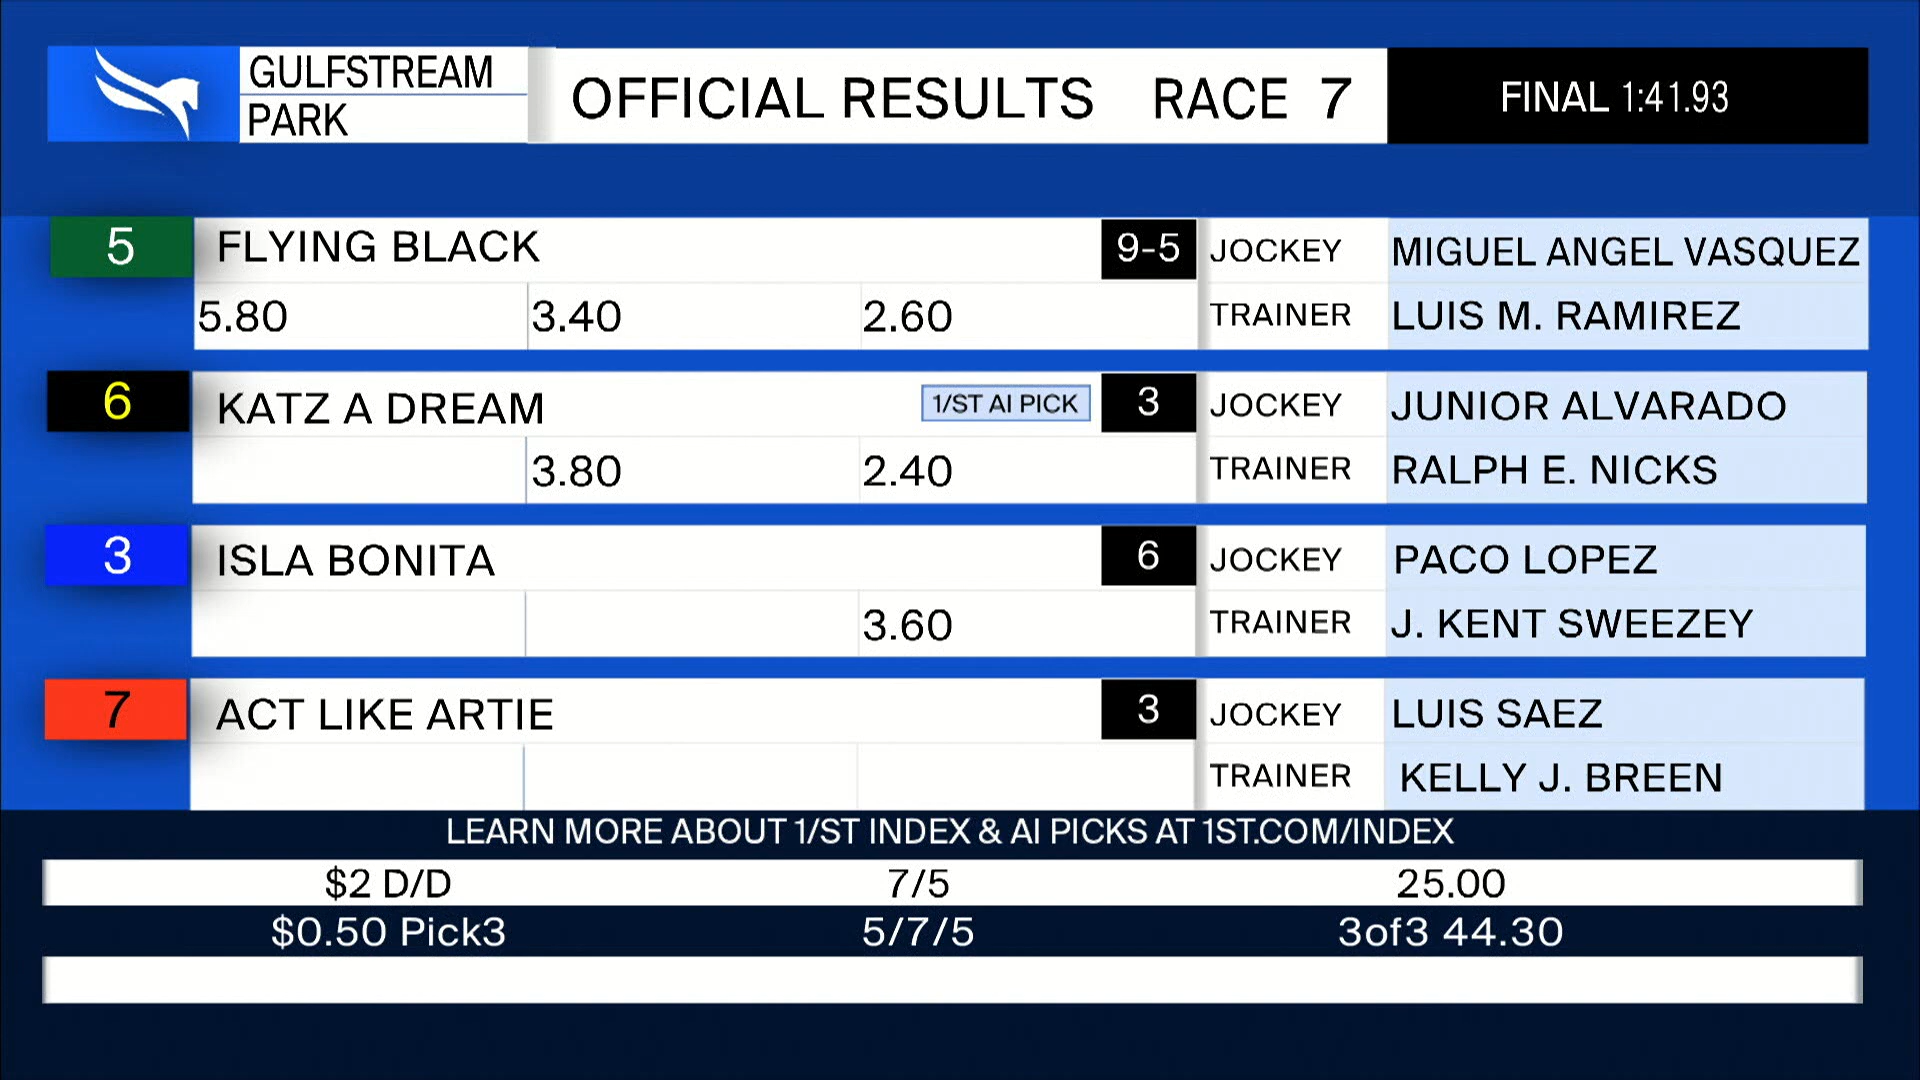 GULFSTREAM
PARK
OFFICIAL RESULTS RACE 7
FINAL 1:41.93
5 FLYING BLACK 9-5 JOCKEY MIGUEL ANGEL VASQUEZ
5.80 3.40 2.60 TRAINER LUIS M. RAMIREZ
6 KATZ A DREAM 1/ST AI PICK 3 JOCKEY JUNIOR ALVARADO
3.80 2.40 TRAINER RALPH E. NICKS
3 ISLA BONITA 6 JOCKEY PACO LOPEZ
3.60 TRAINER J. KENT SWEEZEY
7 ACT LIKE ARTIE 3 JOCKEY LUIS SAEZ
TRAINER KELLY J. BREEN
LEARN MORE ABOUT 1/ST INDEX & AI PICKS AT 1ST.COM/INDEX
$2 D/D 7/5 25.00
$0.50 Pick3 5/7/5 3of3 44.30